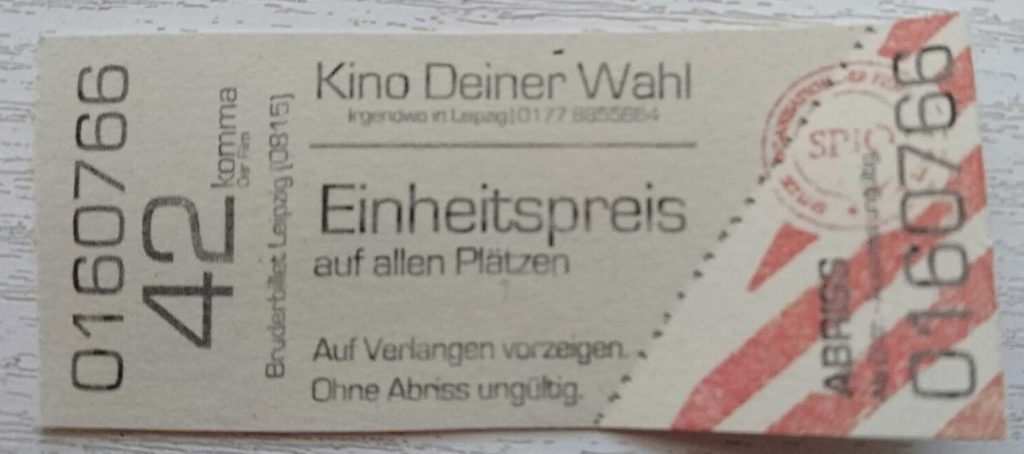 0160766
42
komma
Der Film
Bruderbillet Leipzig (0815)
Kino Deiner Wahl
Irgendwo in Leipzig|0177 8855664
Einheitspreis
auf allen Plätzen
Auf Verlangen vorzeigen.
Ohne Abriss ungültig.
SPIO
ABRISS
0160766